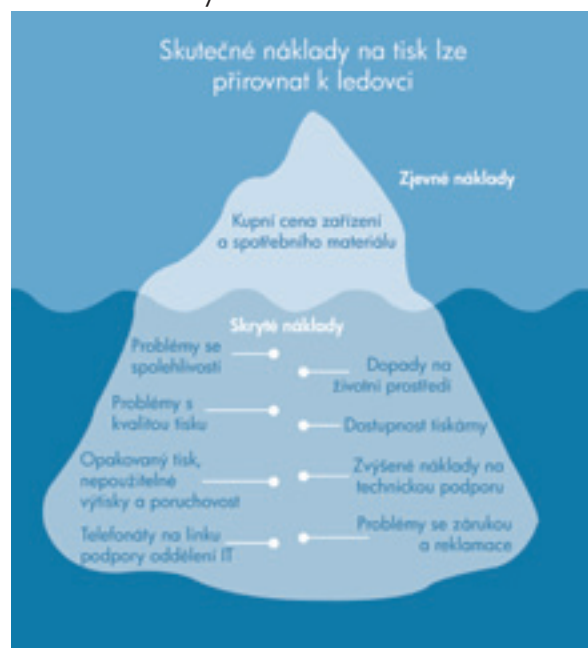 Skutečné náklady na tisk lze
přirovnat k ledovci
Zjevné náklady
Kupní cena zařízení
a spotřebního materiálu
Skryté náklady
Problémy se
spolehlivostí
Dopady na
životní prostředí
Problémy s
kvalitou tisku
Dostupnost tiskárny
Opakovaný tisk,
nepoužitelné
výtisky a poruchovost
Zvýšené náklady na
technickou podporu
Telefonáty na linku
podpory oddělení IT
Problémy se zárukou
a reklamace